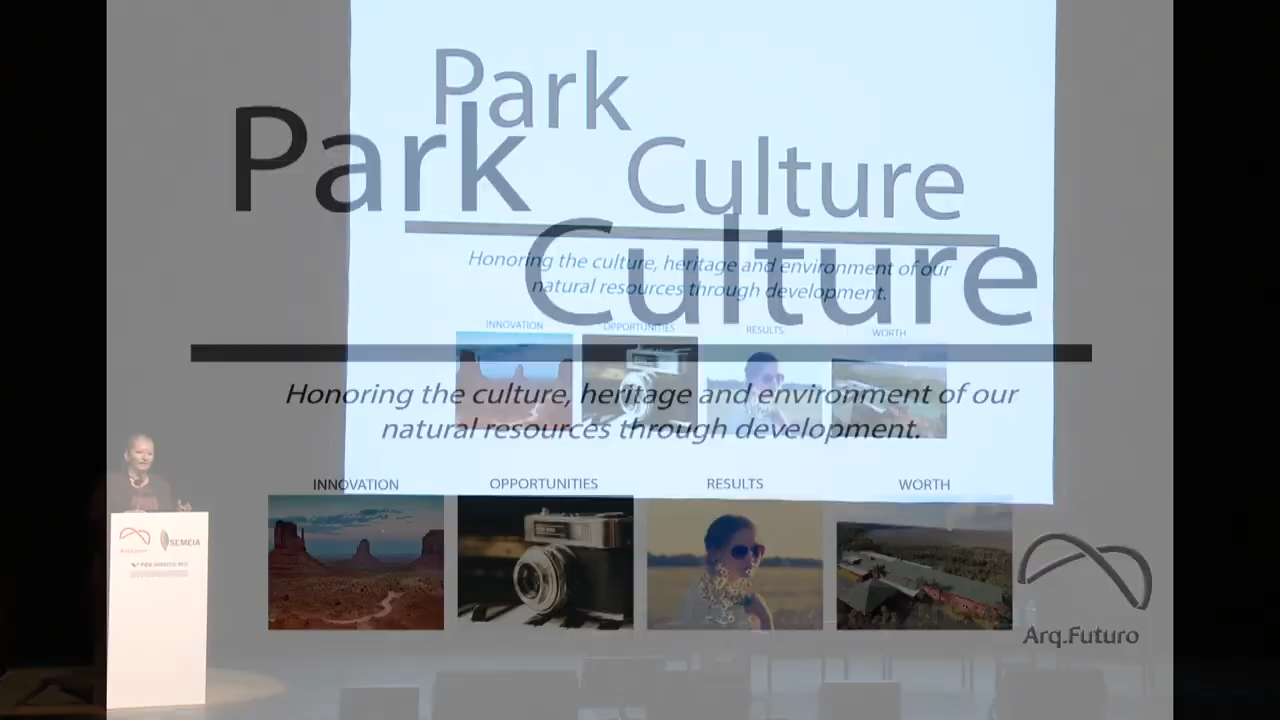 Park
Culture
Honoring the culture, heritage and environment of our
natural resources through development.
INNOVATION OPPORTUNITIES RESULTS WORTH
Park
Culture
Honoring the culture, heritage and environment of our
natural resources through development.
INNOVATION OPPORTUNITIES RESULTS WORTH
SEMEIA
Arq.Futuro